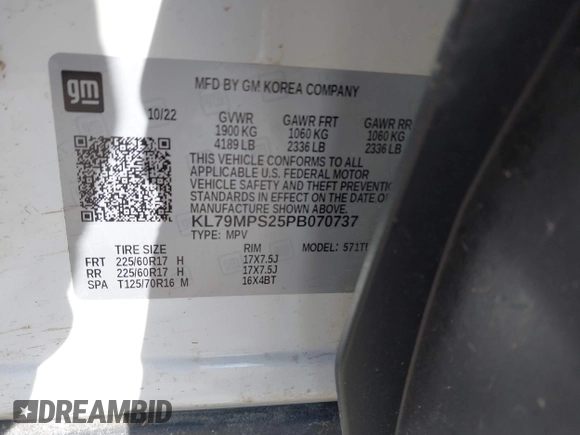 gm
MFD BY GM KOREA COMPANY
10/22 GVWR GAWR FRT GAWR RR
1900 KG 1060 KG 1060 KG
4189 LB 2336 LB 2336 LB
THIS VEHICLE CONFORMS TO ALL
APPLICABLE U.S. FEDERAL MOTOR
VEHICLE SAFETY AND THEFT PREVENTIO
STANDARDS IN EFFECT ON THE DATE OF
KL79MPS25PB070737
TYPE: MPV MODEL: 571T
TIRE SIZE RIM
FRT 225/60R17 H 17X7.5J
RR 225/60R17 H 17X7.5J
SPA T125/70R16 M 16X4BT
DREAMBID